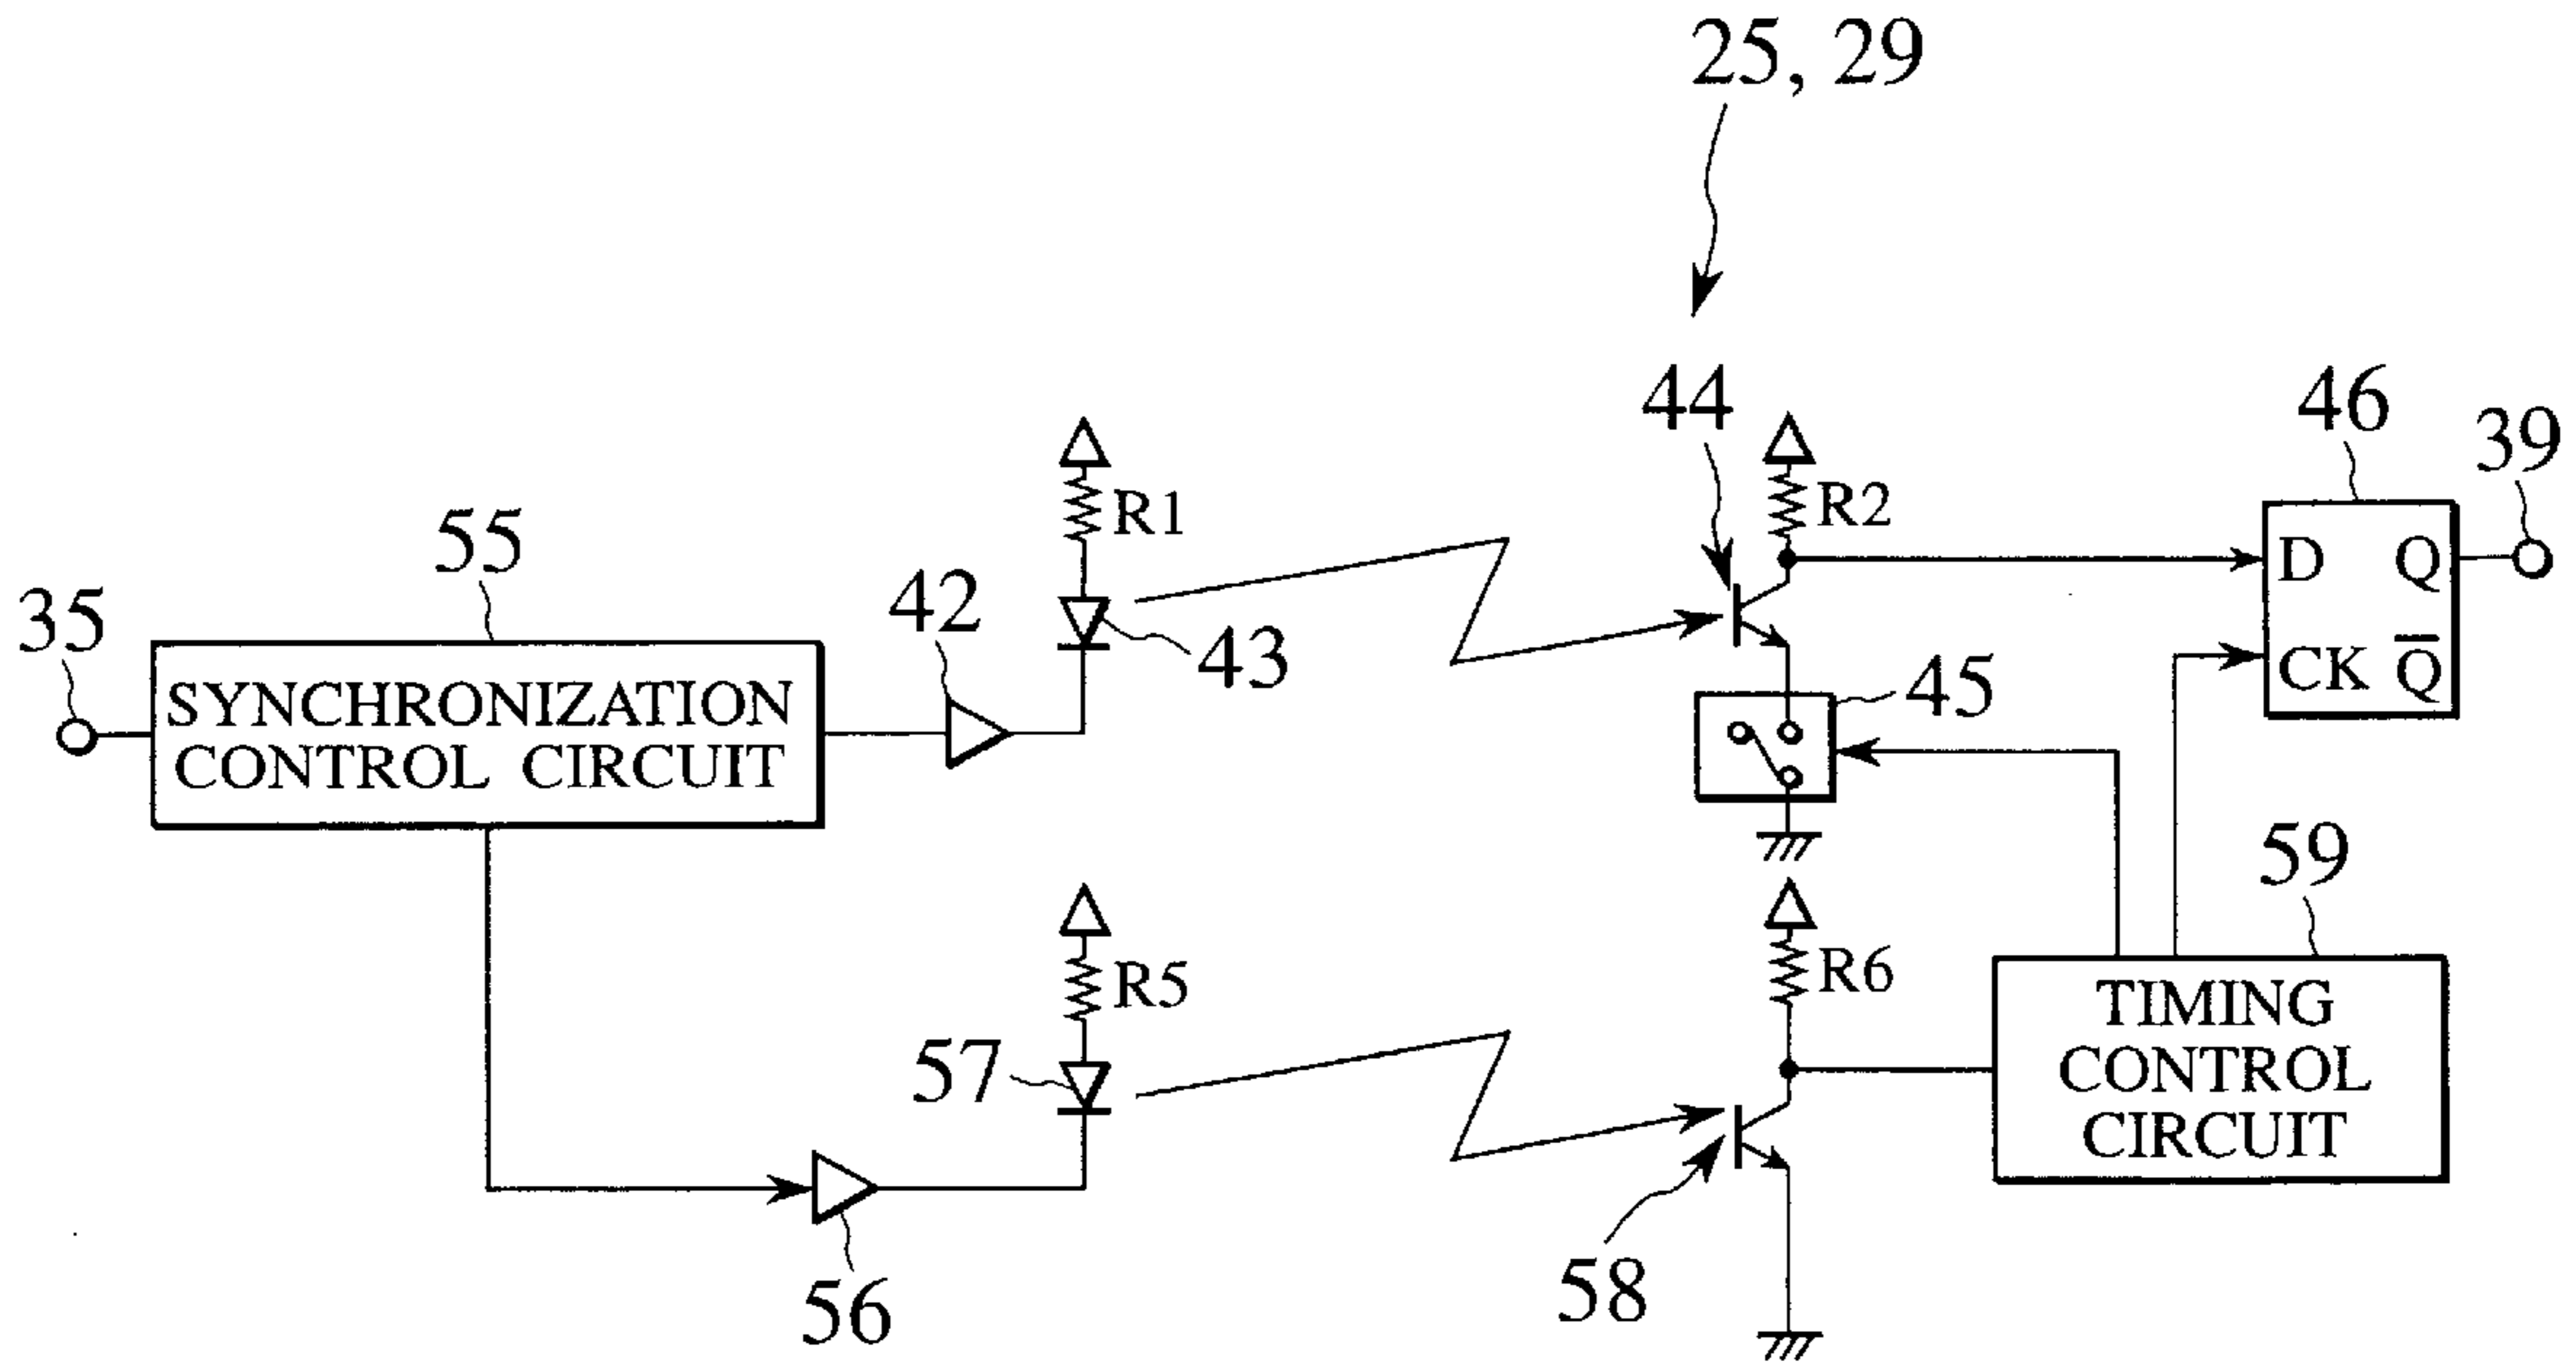 25, 29
44
46
39
R1
R2
55
42
43
35
D Q
CK Q̅
45
SYNCHRONIZATION
CONTROL CIRCUIT
59
R5
R6
57
TIMING
CONTROL
CIRCUIT
56
58